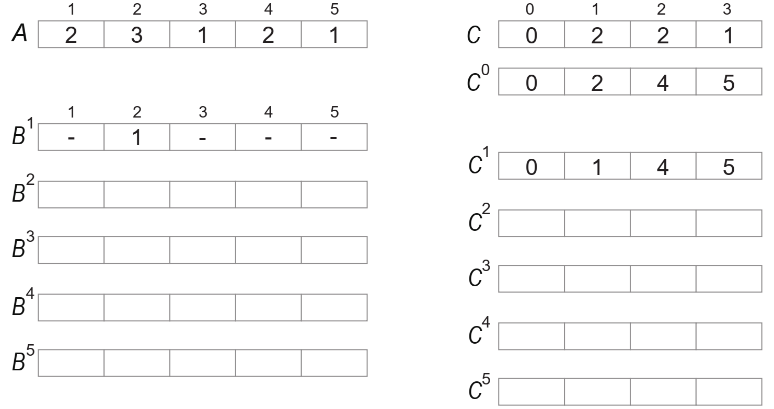 1 2 3 4 5
A 2 3 1 2 1
0 1 2 3
C 0 2 2 1
C⁰ 0 2 4 5
1 2 3 4 5
B¹ - 1 - - -
C¹ 0 1 4 5
B²
C²
B³
C³
B⁴
C⁴
B⁵
C⁵